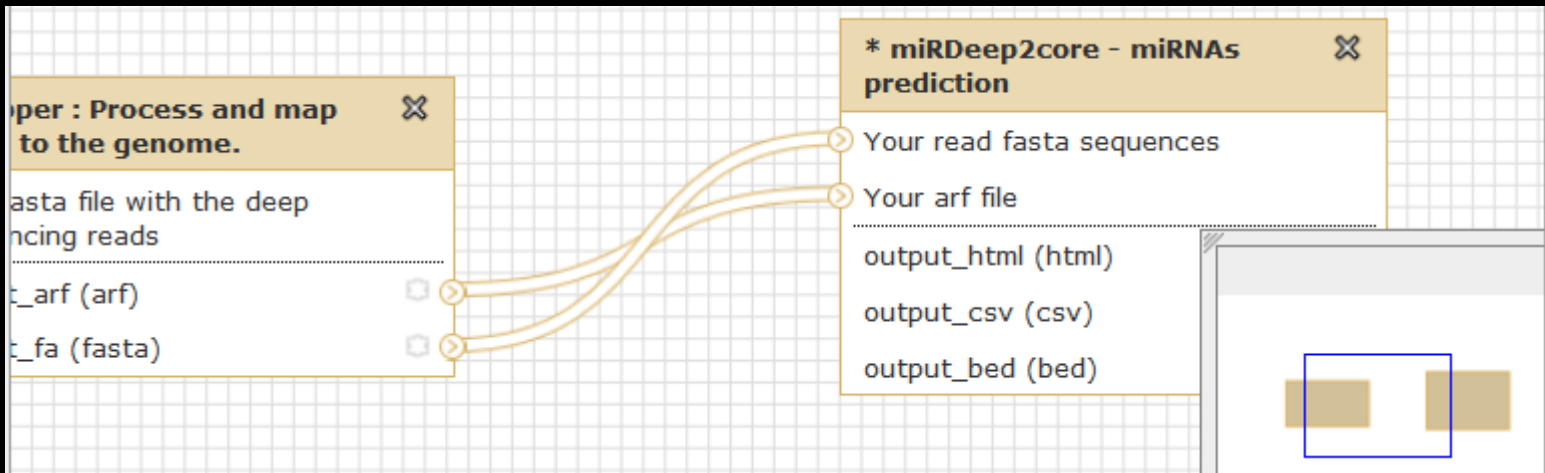 pper : Process and map
to the genome.
asta file with the deep
ncing reads
t_arf (arf)
t_fa (fasta)
* miRDeep2core - miRNAs
prediction
Your read fasta sequences
Your arf file
output_html (html)
output_csv (csv)
output_bed (bed)